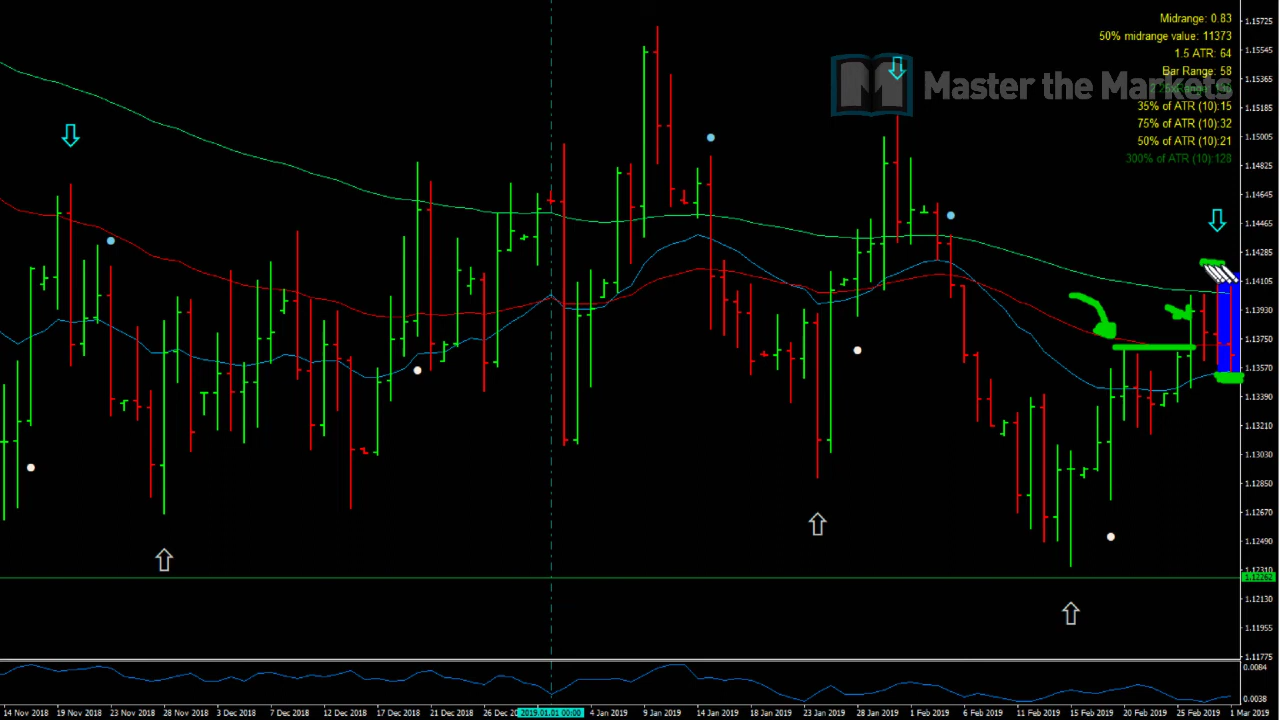 Midrange: 0.83
50% midrange value: 11373
1.5 ATR: 64
Bar Range: 58
Master the Markets
35% of ATR (10):15
75% of ATR (10):32
50% of ATR (10):21
300% of ATR (10):128
1.15725
1.15545
1.15365
1.15185
1.15005
1.14825
1.14645
1.14465
1.14285
1.14105
1.13930
1.13750
1.13570
1.13390
1.13210
1.13030
1.12850
1.12670
1.12490
1.12310
1.12262
1.12130
1.11955
1.11775
0.0084
0.0038
14 Nov 2018 19 Nov 2018 23 Nov 2018 28 Nov 2018 3 Dec 2018 7 Dec 2018 12 Dec 2018 17 Dec 2018 21 Dec 2018 26 Dec 2019.01.01 00:00 4 Jan 2019 9 Jan 2019 14 Jan 2019 18 Jan 2019 23 Jan 2019 28 Jan 2019 1 Feb 2019 6 Feb 2019 11 Feb 2019 15 Feb 2019 20 Feb 2019 25 Feb 2019 1 Mar 2019